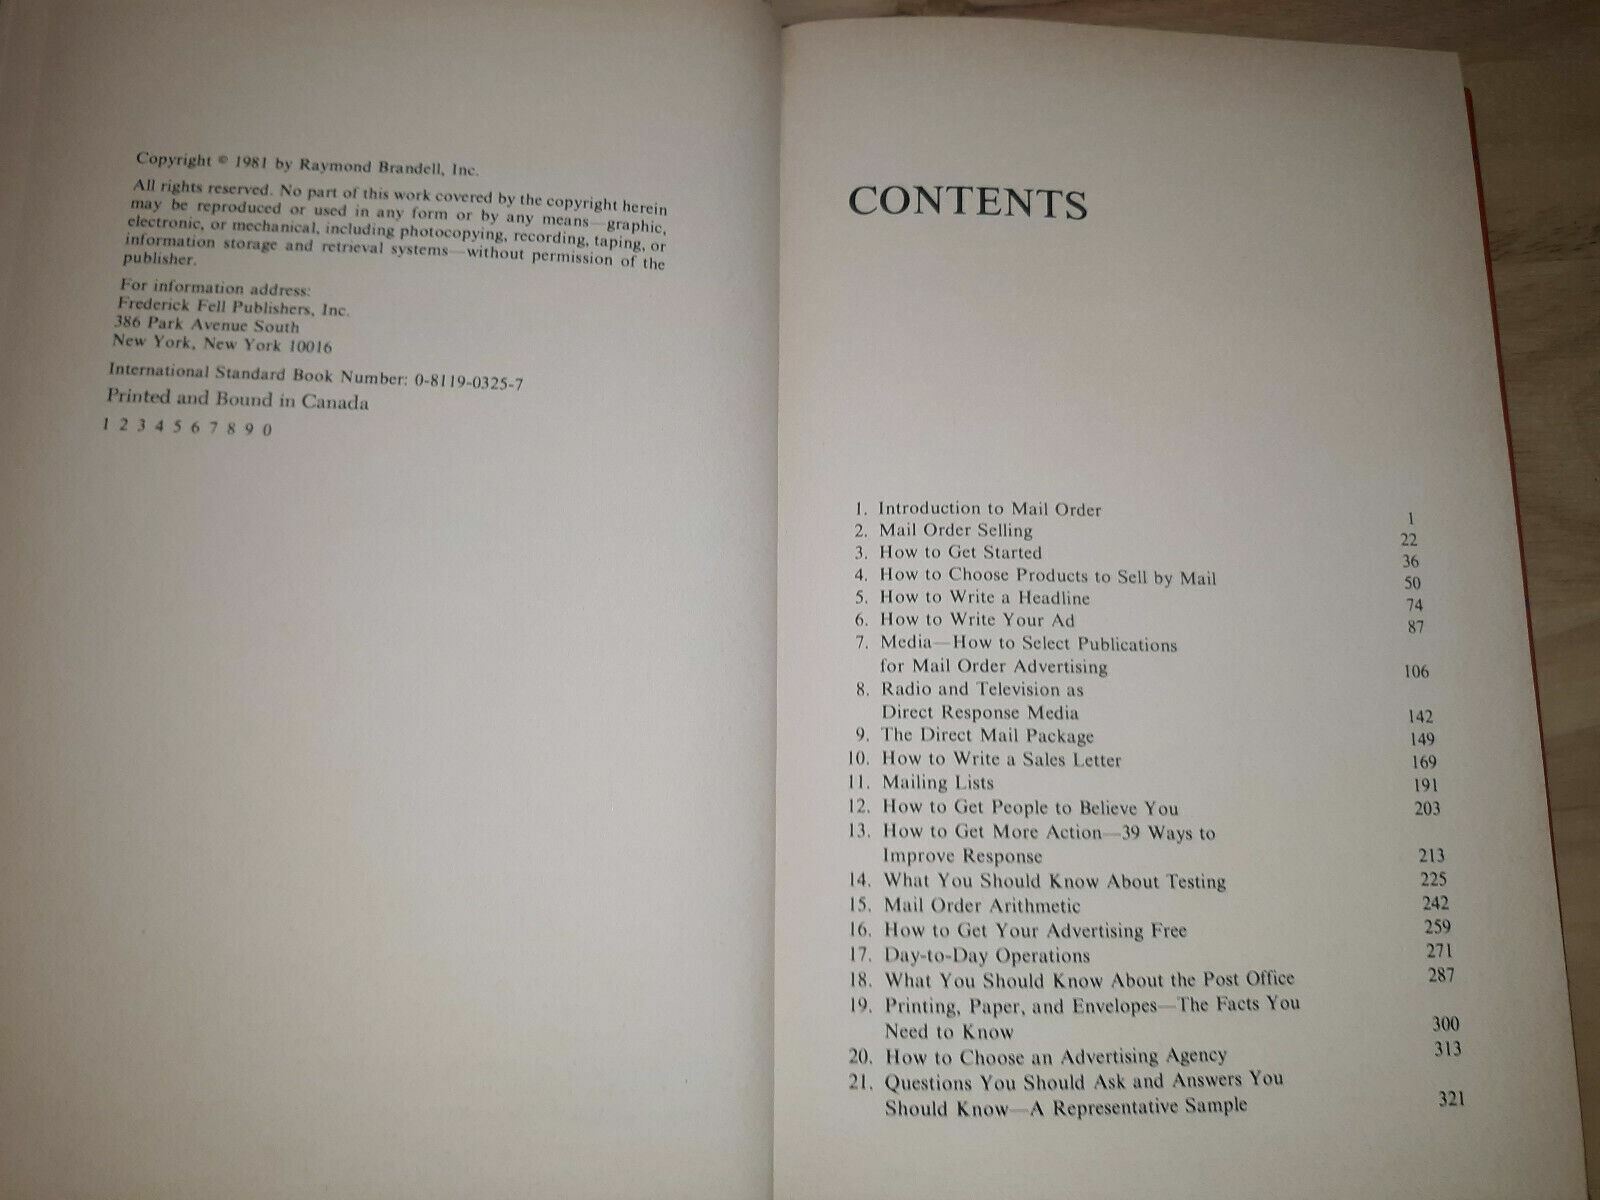 Copyright © 1981 by Raymond Brandell, Inc.
All rights reserved. No part of this work covered by the copyright herein
may be reproduced or used in any form or by any means—graphic,
electronic, or mechanical, including photocopying, recording, taping, or
information storage and retrieval systems—without permission of the
publisher.
For information address:
Frederick Fell Publishers, Inc.
386 Park Avenue South
New York, New York 10016
International Standard Book Number: 0-8119-0325-7
Printed and Bound in Canada
1 2 3 4 5 6 7 8 9 0
CONTENTS
1. Introduction to Mail Order 1
2. Mail Order Selling 22
3. How to Get Started 36
4. How to Choose Products to Sell by Mail 50
5. How to Write a Headline 74
6. How to Write Your Ad 87
7. Media—How to Select Publications
for Mail Order Advertising 106
8. Radio and Television as
Direct Response Media 142
9. The Direct Mail Package 149
10. How to Write a Sales Letter 169
11. Mailing Lists 191
12. How to Get People to Believe You 203
13. How to Get More Action—39 Ways to
Improve Response 213
14. What You Should Know About Testing 225
15. Mail Order Arithmetic 242
16. How to Get Your Advertising Free 259
17. Day-to-Day Operations 271
18. What You Should Know About the Post Office 287
19. Printing, Paper, and Envelopes—The Facts You
Need to Know 300
20. How to Choose an Advertising Agency 313
21. Questions You Should Ask and Answers You
Should Know—A Representative Sample 321